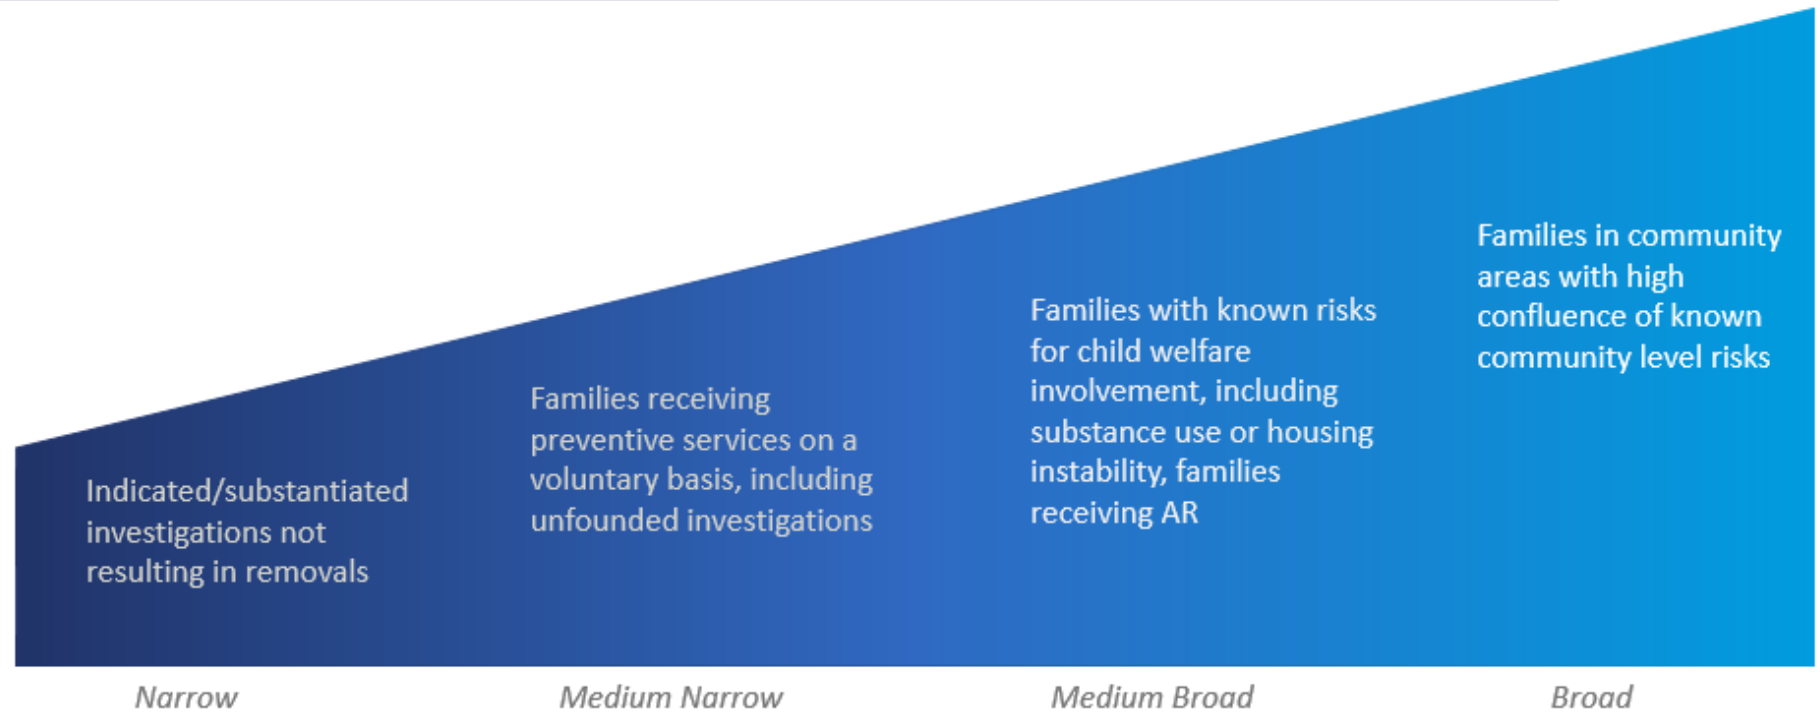 Indicated/substantiated
investigations not
resulting in removals
Families receiving
preventive services on a
voluntary basis, including
unfounded investigations
Families with known risks
for child welfare
involvement, including
substance use or housing
instability, families
receiving AR
Families in community
areas with high
confluence of known
community level risks
Narrow
Medium Narrow
Medium Broad
Broad